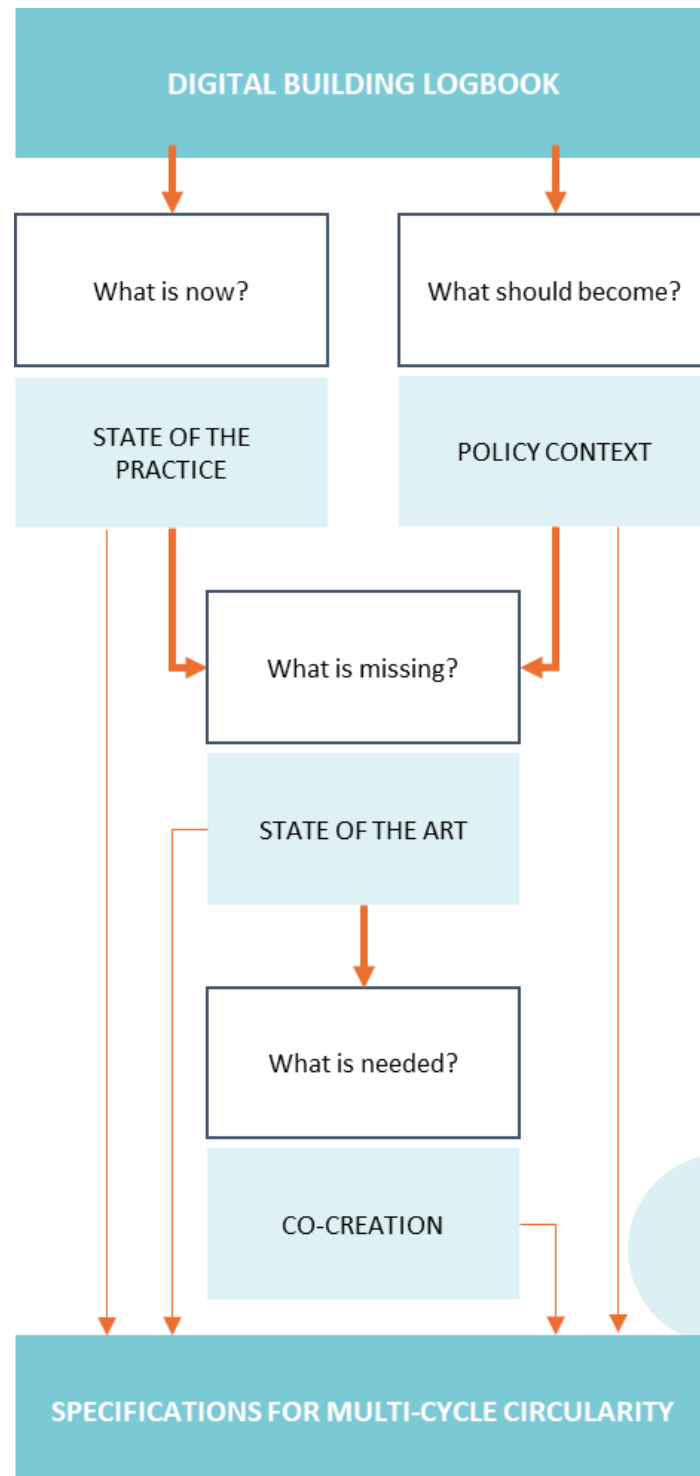 DIGITAL BUILDING LOGBOOK
What is now?
What should become?
STATE OF THE
PRACTICE
POLICY CONTEXT
What is missing?
STATE OF THE ART
What is needed?
CO-CREATION
SPECIFICATIONS FOR MULTI-CYCLE CIRCULARITY